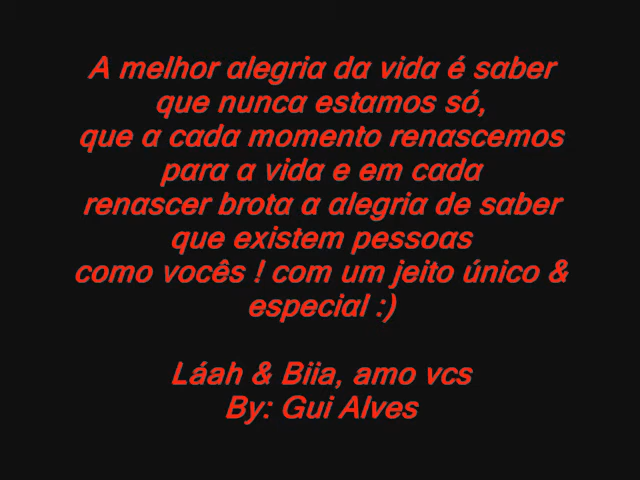 A melhor alegria da vida é saber
que nunca estamos só,
que a cada momento renascemos
para a vida e em cada
renascer brota a alegria de saber
que existem pessoas
como vocês ! com um jeito único &
especial :)
Láah & Biia, amo vcs
By: Gui Alves